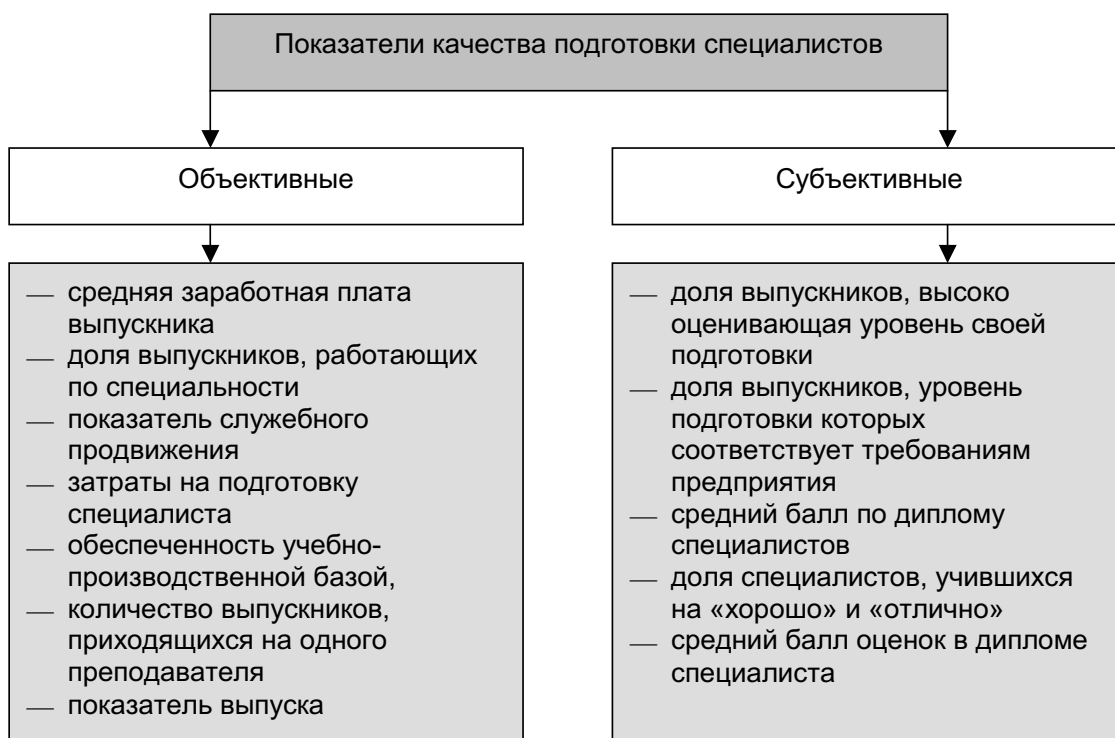 Показатели качества подготовки специалистов
Объективные
— средняя заработная плата
выпускника
— доля выпускников, работающих
по специальности
— показатель служебного
продвижения
— затраты на подготовку
специалиста
— обеспеченность учебно-
производственной базой,
— количество выпускников,
приходящихся на одного
преподавателя
— показатель выпуска
Субъективные
— доля выпускников, высоко
оценивающая уровень своей
подготовки
— доля выпускников, уровень
подготовки которых
соответствует требованиям
предприятия
— средний балл по диплому
специалистов
— доля специалистов, учившихся
на «хорошо» и «отлично»
— средний балл оценок в дипломе
специалиста